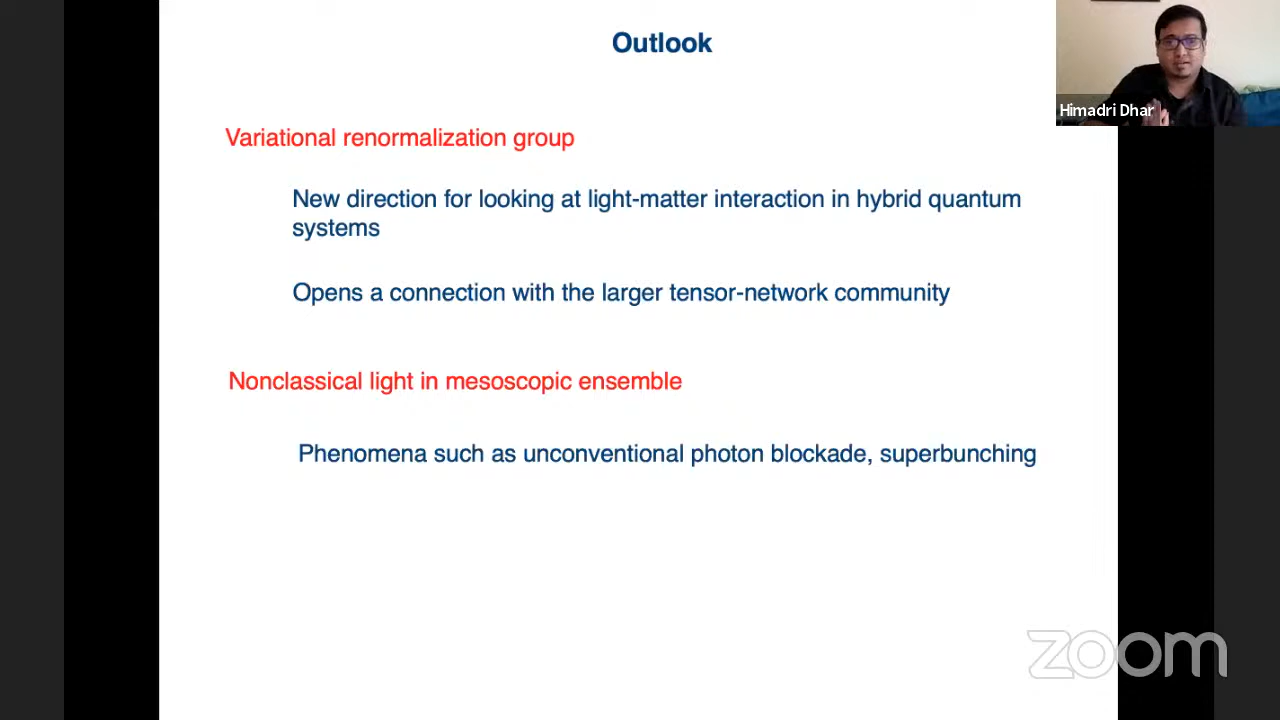 Outlook
Himadri Dhar
Variational renormalization group
New direction for looking at light-matter interaction in hybrid quantum
systems
Opens a connection with the larger tensor-network community
Nonclassical light in mesoscopic ensemble
Phenomena such as unconventional photon blockade, superbunching
zoom